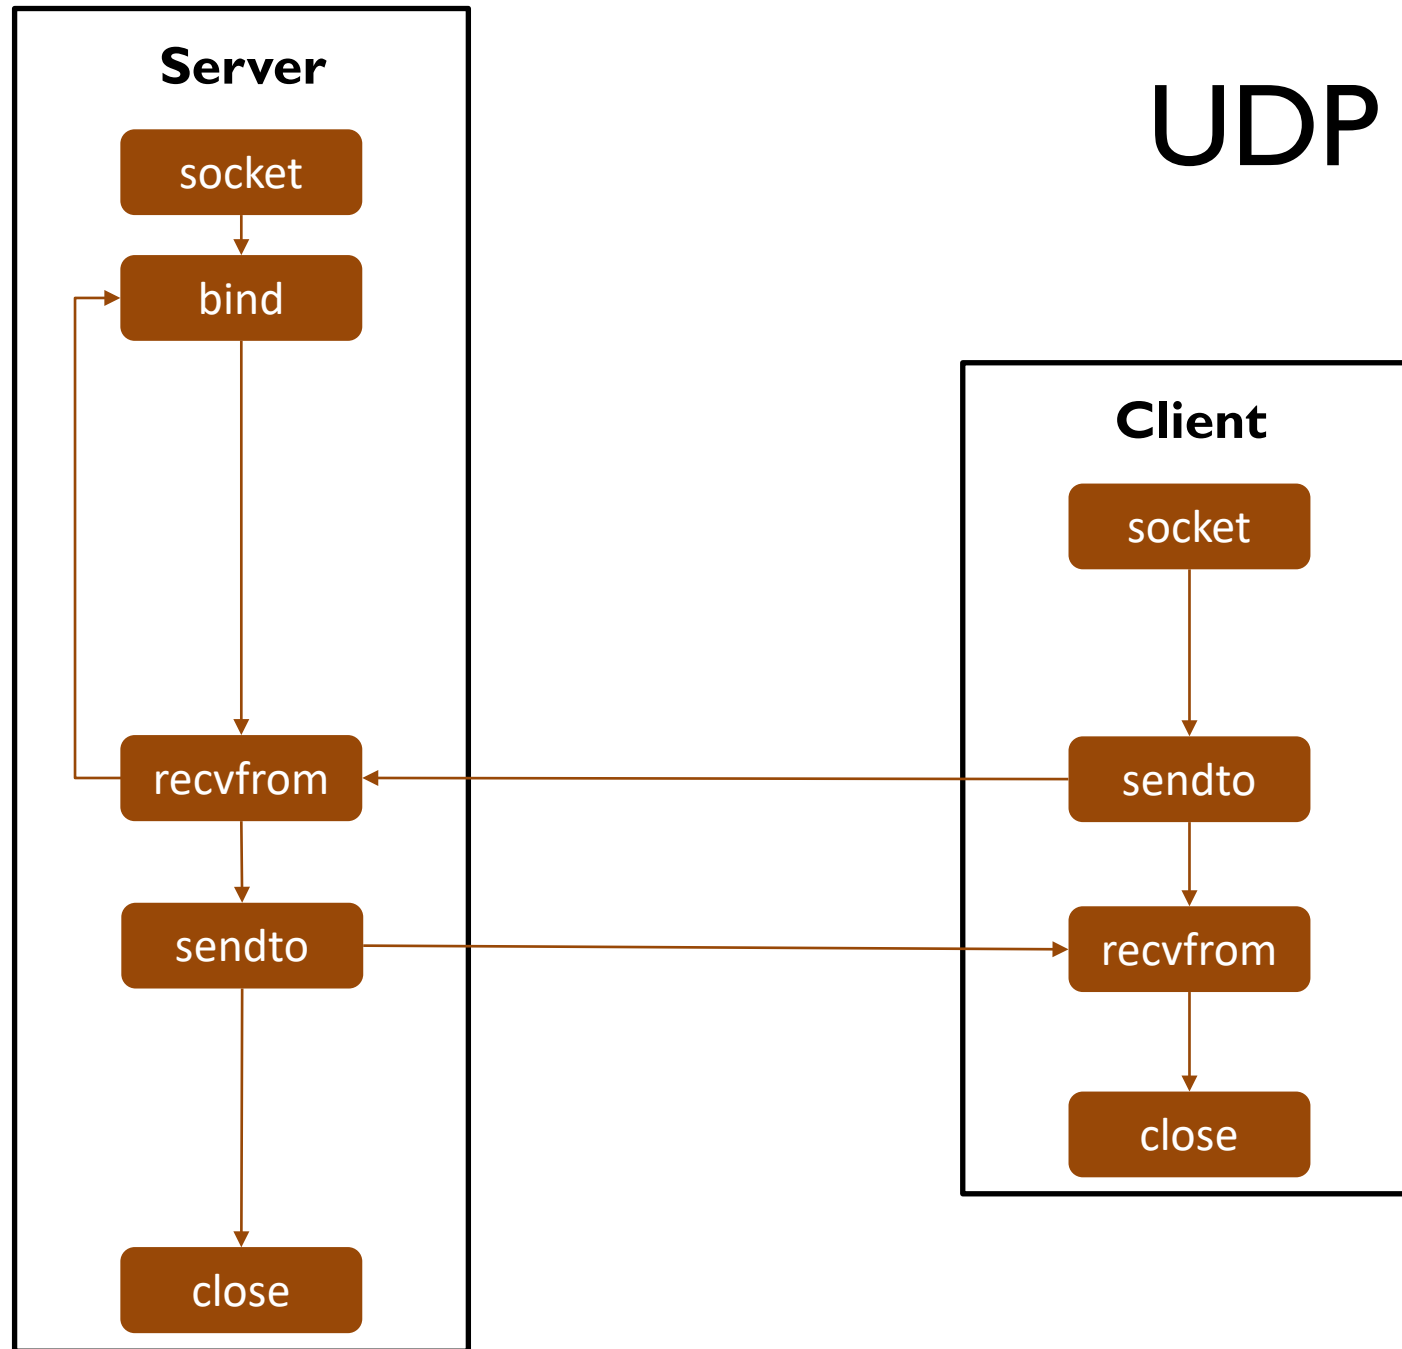 Server
socket
bind
recvfrom
sendto
close
UDP
Client
socket
sendto
recvfrom
close